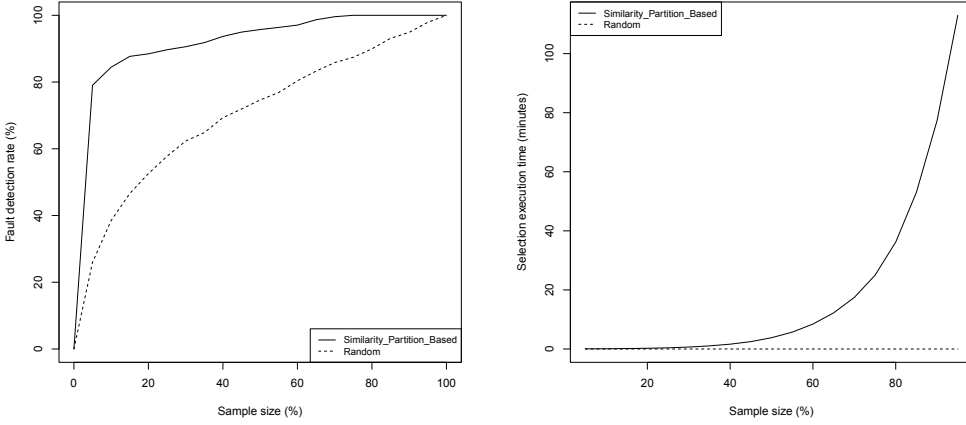 Fault detection rate (%)
100
80
60
40
20
0
Similarity_Partition_Based
Random
0 20 40 60 80 100
Sample size (%)
Similarity_Partition_Based
Random
Selection execution time (minutes)
100
80
60
40
20
0
20 40 60 80
Sample size (%)